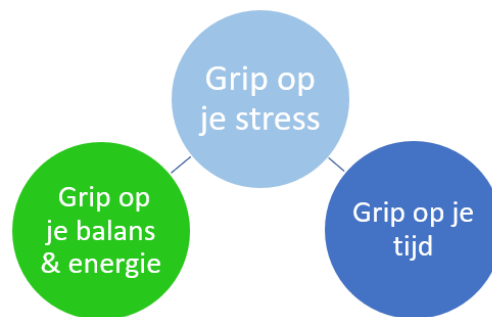 Grip op
je stress
Grip op
je balans
& energie
Grip op je
tijd